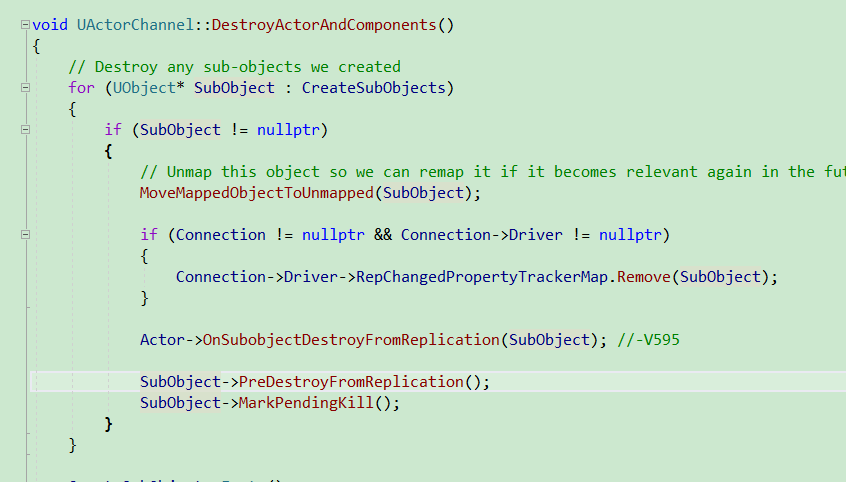 void UActorChannel::DestroyActorAndComponents()
{
// Destroy any sub-objects we created
for (UObject* SubObject : CreateSubObjects)
{
if (SubObject != nullptr)
{
// Unmap this object so we can remap it if it becomes relevant again in the
MoveMappedObjectToUnmapped(SubObject);
if (Connection != nullptr && Connection->Driver != nullptr)
{
Connection->Driver->RepChangedPropertyTrackerMap.Remove(SubObject);
}
Actor->OnSubobjectDestroyFromReplication(SubObject); //-V595
SubObject->PreDestroyFromReplication();
SubObject->MarkPendingKill();
}
}